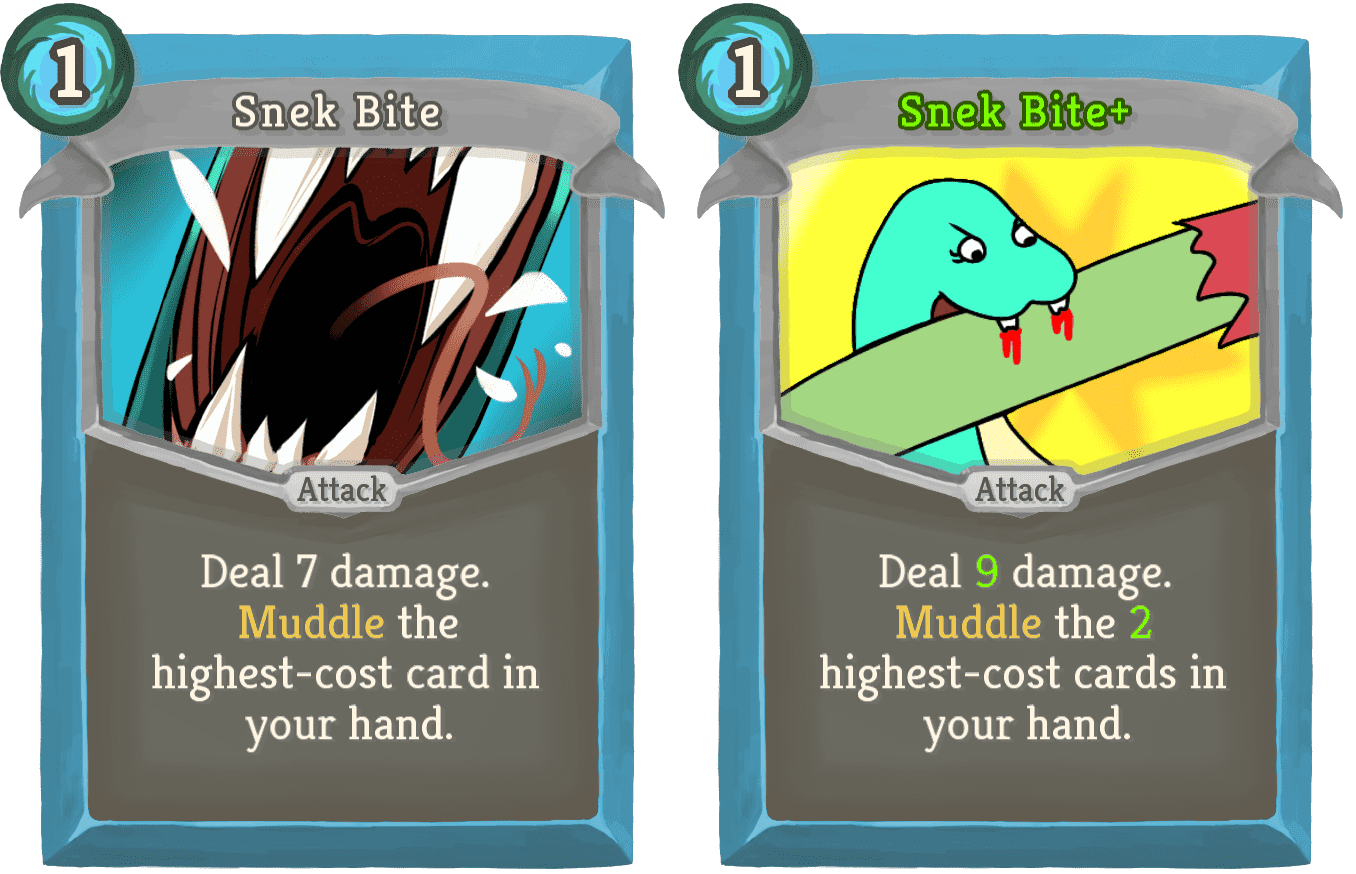 1
Snek Bite
Attack
Deal 7 damage.
Muddle the
highest-cost card in
your hand.
1
Snek Bite+
Attack
Deal 9 damage.
Muddle the 2
highest-cost cards in
your hand.